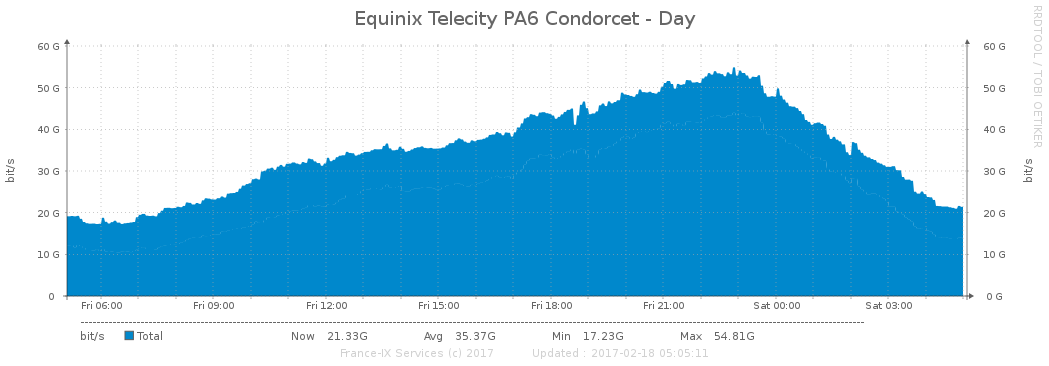 Equinix Telecity PA6 Condorcet - Day
RRDTOOL / TOBI OETIKER
60 G 60 G
50 G 50 G
40 G 40 G
30 G 30 G
20 G 20 G
10 G 10 G
0 0 G
bit/s bit/s
Fri 06:00 Fri 09:00 Fri 12:00 Fri 15:00 Fri 18:00 Fri 21:00 Sat 00:00 Sat 03:00
bit/s Total Now 21.33G Avg 35.37G Min 17.23G Max 54.81G
France-IX Services (c) 2017 Updated : 2017-02-18 05:05:11